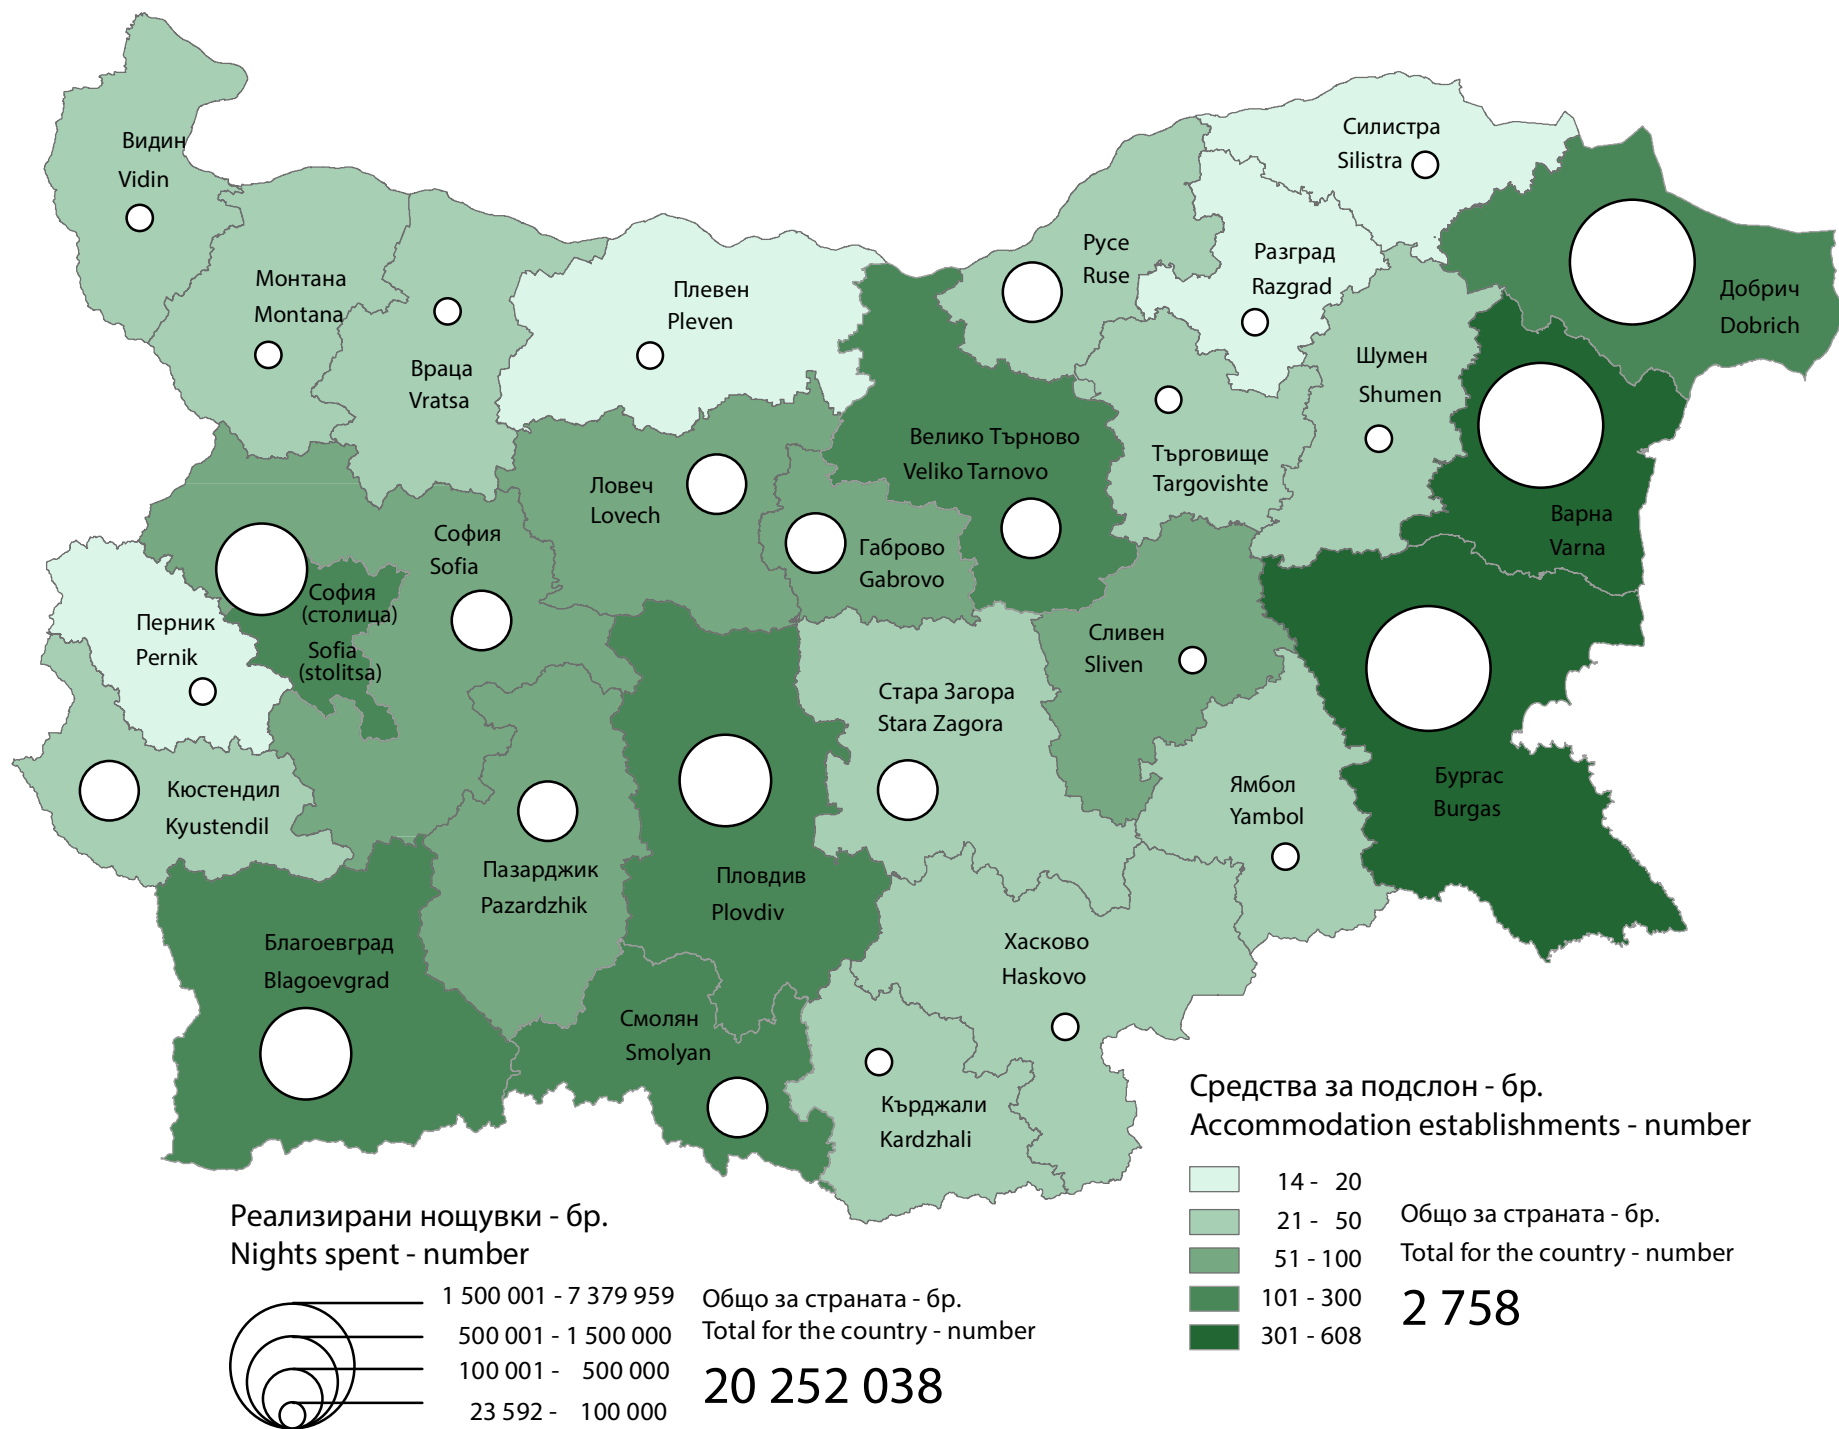 Видин
Vidin
Монтана
Montana
Враца
Vratsa
Плевен
Pleven
Русе
Ruse
Силистра
Silistra
Разград
Razgrad
Добрич
Dobrich
Шумен
Shumen
Търговище
Targovishte
Варна
Varna
Велико Търново
Veliko Tarnovo
Ловеч
Lovech
Габрово
Gabrovo
София
Sofia
София
(столица)
Sofia
(stolitsa)
Перник
Pernik
Кюстендил
Kyustendil
Сливен
Sliven
Стара Загора
Stara Zagora
Ямбол
Yambol
Бургас
Burgas
Пазарджик
Pazardzhik
Пловдив
Plovdiv
Благоевград
Blagoevgrad
Смолян
Smolyan
Хасково
Haskovo
Кърджали
Kardzhali
Средства за подслон - бр.
Accommodation establishments - number
14 - 20
21 - 50
51 - 100
101 - 300
301 - 608
Общо за страната - бр.
Total for the country - number
2 758
Реализирани нощувки - бр.
Nights spent - number
1 500 001 - 7 379 959
500 001 - 1 500 000
100 001 - 500 000
23 592 - 100 000
Общо за страната - бр.
Total for the country - number
20 252 038